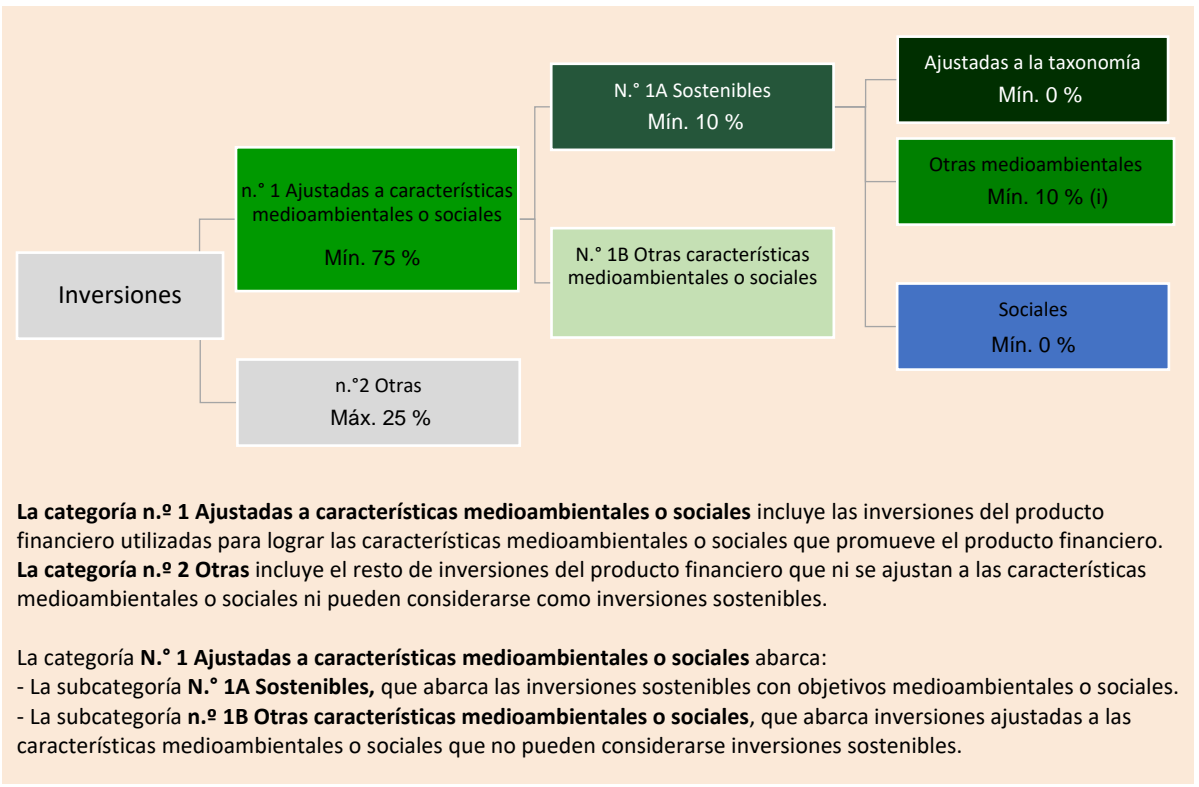 Ajustadas a la taxonomía
Mín. 0 %
N.° 1A Sostenibles
Mín. 10 %
Otras medioambientales
Mín. 10 % (i)
n.° 1 Ajustadas a características
medioambientales o sociales
Mín. 75 %
N.° 1B Otras características
medioambientales o sociales
Inversiones
Sociales
Mín. 0 %
n.°2 Otras
Máx. 25 %
La categoría n.º 1 Ajustadas a características medioambientales o sociales incluye las inversiones del producto
financiero utilizadas para lograr las características medioambientales o sociales que promueve el producto financiero.
La categoría n.º 2 Otras incluye el resto de inversiones del producto financiero que ni se ajustan a las características
medioambientales o sociales ni pueden considerarse como inversiones sostenibles.
La categoría N.° 1 Ajustadas a características medioambientales o sociales abarca:
- La subcategoría N.° 1A Sostenibles, que abarca las inversiones sostenibles con objetivos medioambientales o sociales.
- La subcategoría n.º 1B Otras características medioambientales o sociales, que abarca inversiones ajustadas a las
características medioambientales o sociales que no pueden considerarse inversiones sostenibles.